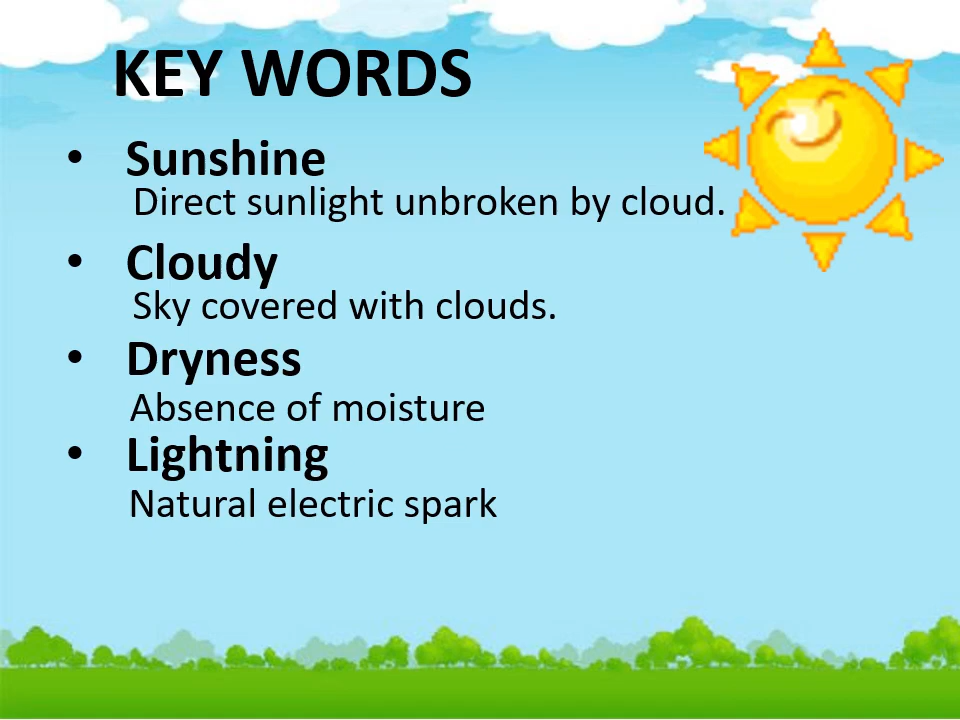 KEY WORDS
• Sunshine
Direct sunlight unbroken by cloud.
• Cloudy
Sky covered with clouds.
• Dryness
Absence of moisture
• Lightning
Natural electric spark